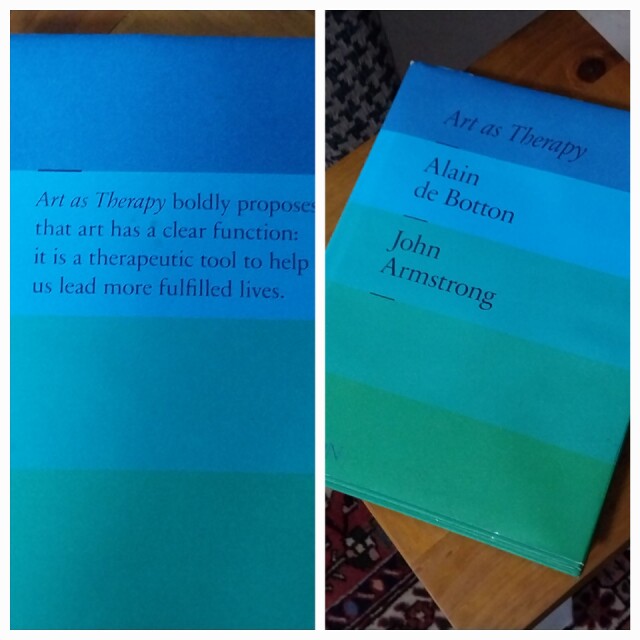 Art as Therapy boldly proposes
that art has a clear function:
it is a therapeutic tool to help
us lead more fulfilled lives.
Art as Therapy
Alain
de Botton
John
Armstrong